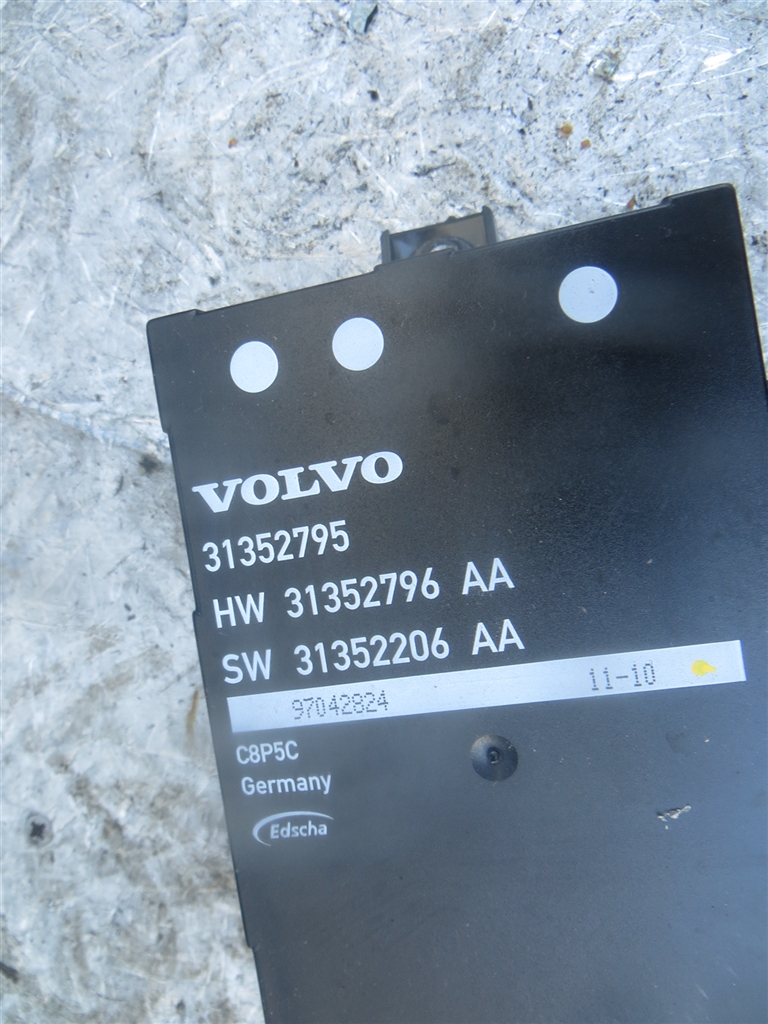 VOLVO
31352795
HW 31352796 AA
SW 31352206 AA
97042824 11-10
C8P5C
Germany
Edscha